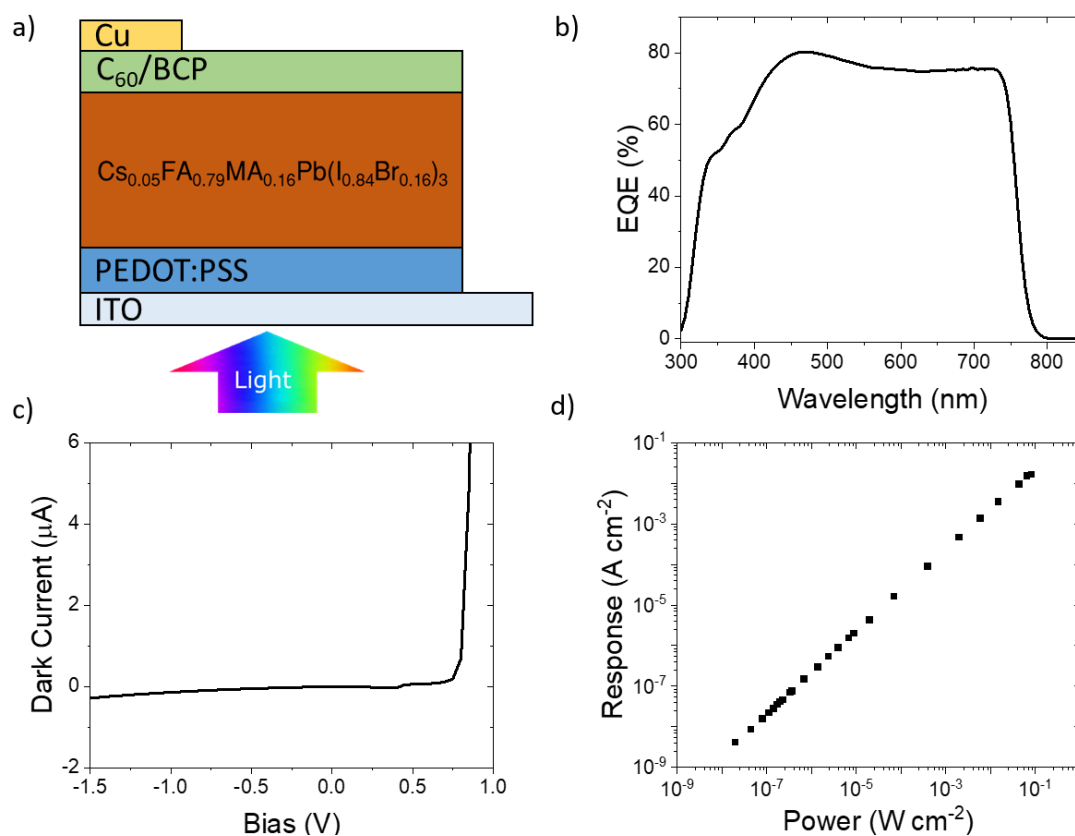 a)
Cu
C₆₀/BCP
Cs₀.₀₅FA₀.₇₉MA₀.₁₆Pb(I₀.₈₄Br₀.₁₆)₃
PEDOT:PSS
ITO
Light
b)
EQE (%)
80
60
40
20
0
300 400 500 600 700 800
Wavelength (nm)
c)
Dark Current (μA)
6
4
2
0
-2
-1.5 -1.0 -0.5 0.0 0.5 1.0
Bias (V)
d)
Response (A cm⁻²)
10⁻¹
10⁻³
10⁻⁵
10⁻⁷
10⁻⁹
10⁻⁹ 10⁻⁷ 10⁻⁵ 10⁻³ 10⁻¹
Power (W cm⁻²)